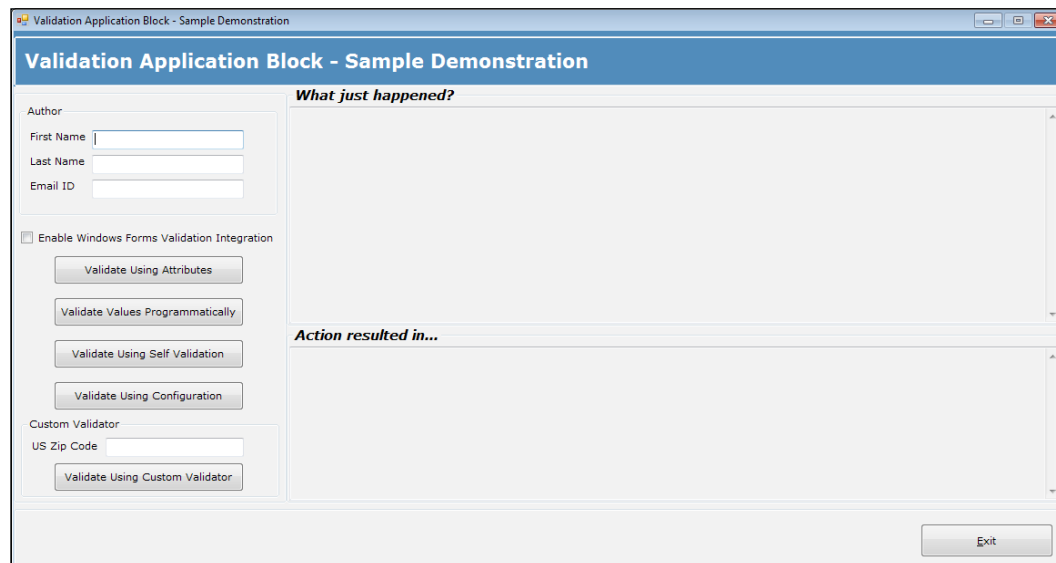 Validation Application Block - Sample Demonstration
Validation Application Block - Sample Demonstration
Author
First Name
Last Name
Email ID
Enable Windows Forms Validation Integration
Validate Using Attributes
Validate Values Programmatically
Validate Using Self Validation
Validate Using Configuration
Custom Validator
US Zip Code
Validate Using Custom Validator
What just happened?
Action resulted in...
Exit